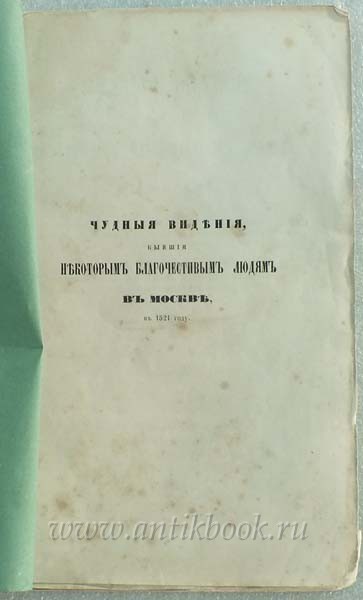 ЧУДНЫЯ ВИДѢНІЯ,
БЫВШІЯ
НѢКОТОРЫМЪ БЛАГОЧЕСТИВЫМЪ ЛЮДЯМЪ
ВЪ МОСКВѢ,
въ 1521 году.
www.antikbook.ru